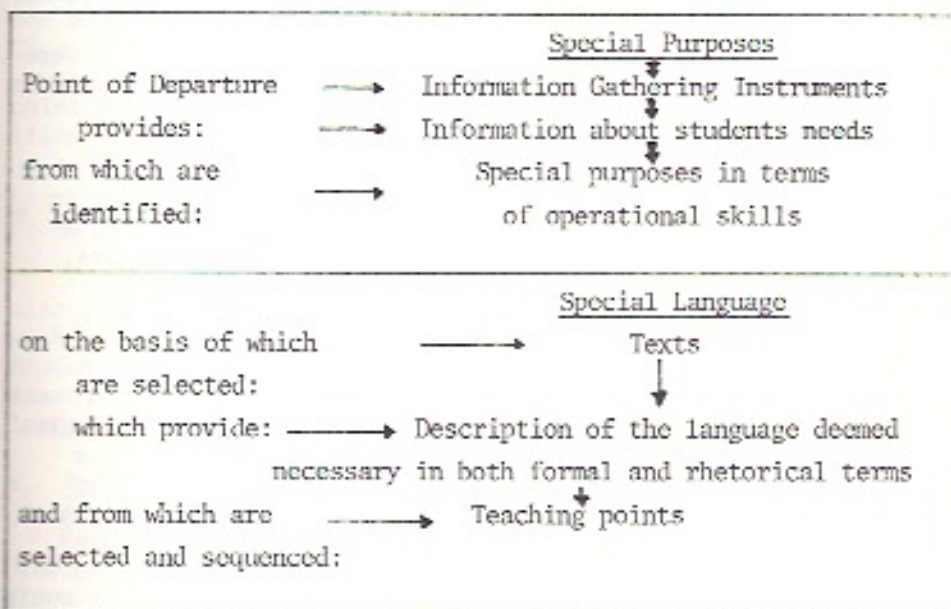 Special Purposes
Point of Departure Information Gathering Instruments
provides: Information about students needs
from which are Special purposes in terms
identified: of operational skills
Special Language
on the basis of which Texts
are selected:
which provide: Description of the language deemed
necessary in both formal and rhetorical terms
and from which are Teaching points
selected and sequenced: